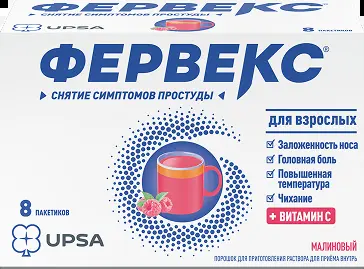 8 ПАКЕТИКОВ
ФЕРВЕКС®
СНЯТИЕ СИМПТОМОВ ПРОСТУДЫ
для взрослых
Заложенность носа
Головная боль
Повышенная
температура
Чихание
+ ВИТАМИН С
8 ПАКЕТИКОВ
UPSA
МАЛИНОВЫЙ
ПОРОШОК ДЛЯ ПРИГОТОВЛЕНИЯ РАСТВОРА ДЛЯ ПРИЁМА ВНУТРЬ